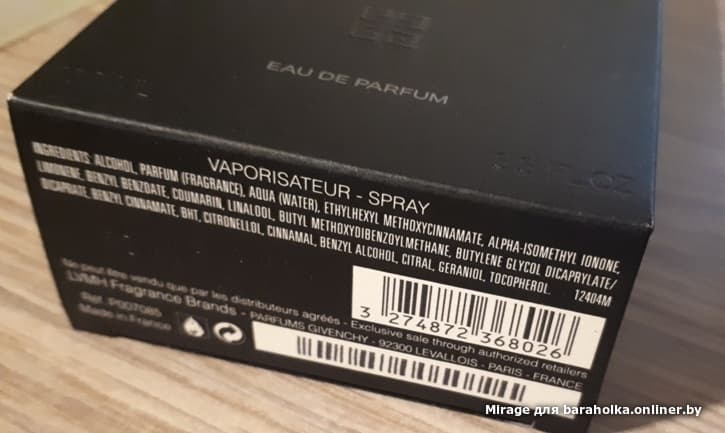 EAU DE PARFUM
VAPORISATEUR - SPRAY
INGREDIENTS: ALCOHOL, PARFUM (FRAGRANCE), AQUA (WATER), ETHYLHEXYL METHOXYCINNAMATE, ALPHA-ISOMETHYL IONONE,
LIMONENE, BENZYL BENZOATE, COUMARIN, LINALOOL, BUTYL METHOXYDIBENZOYLMETHANE, BUTYLENE GLYCOL DICAPRYLATE/
DICAPRATE, BENZYL CINNAMATE, BHT, CITRONELLOL, CINNAMAL, BENZYL ALCOHOL, CITRAL, GERANIOL, TOCOPHEROL.
12404M
Ne peut être vendu que par les distributeurs agréés - Exclusive sale through authorized retailers
LVMH Fragrance Brands - PARFUMS GIVENCHY - 92300 LEVALLOIS - PARIS - FRANCE
Réf. P007085
Made in France
3 274872 368026
Mirage для baraholka.onliner.by